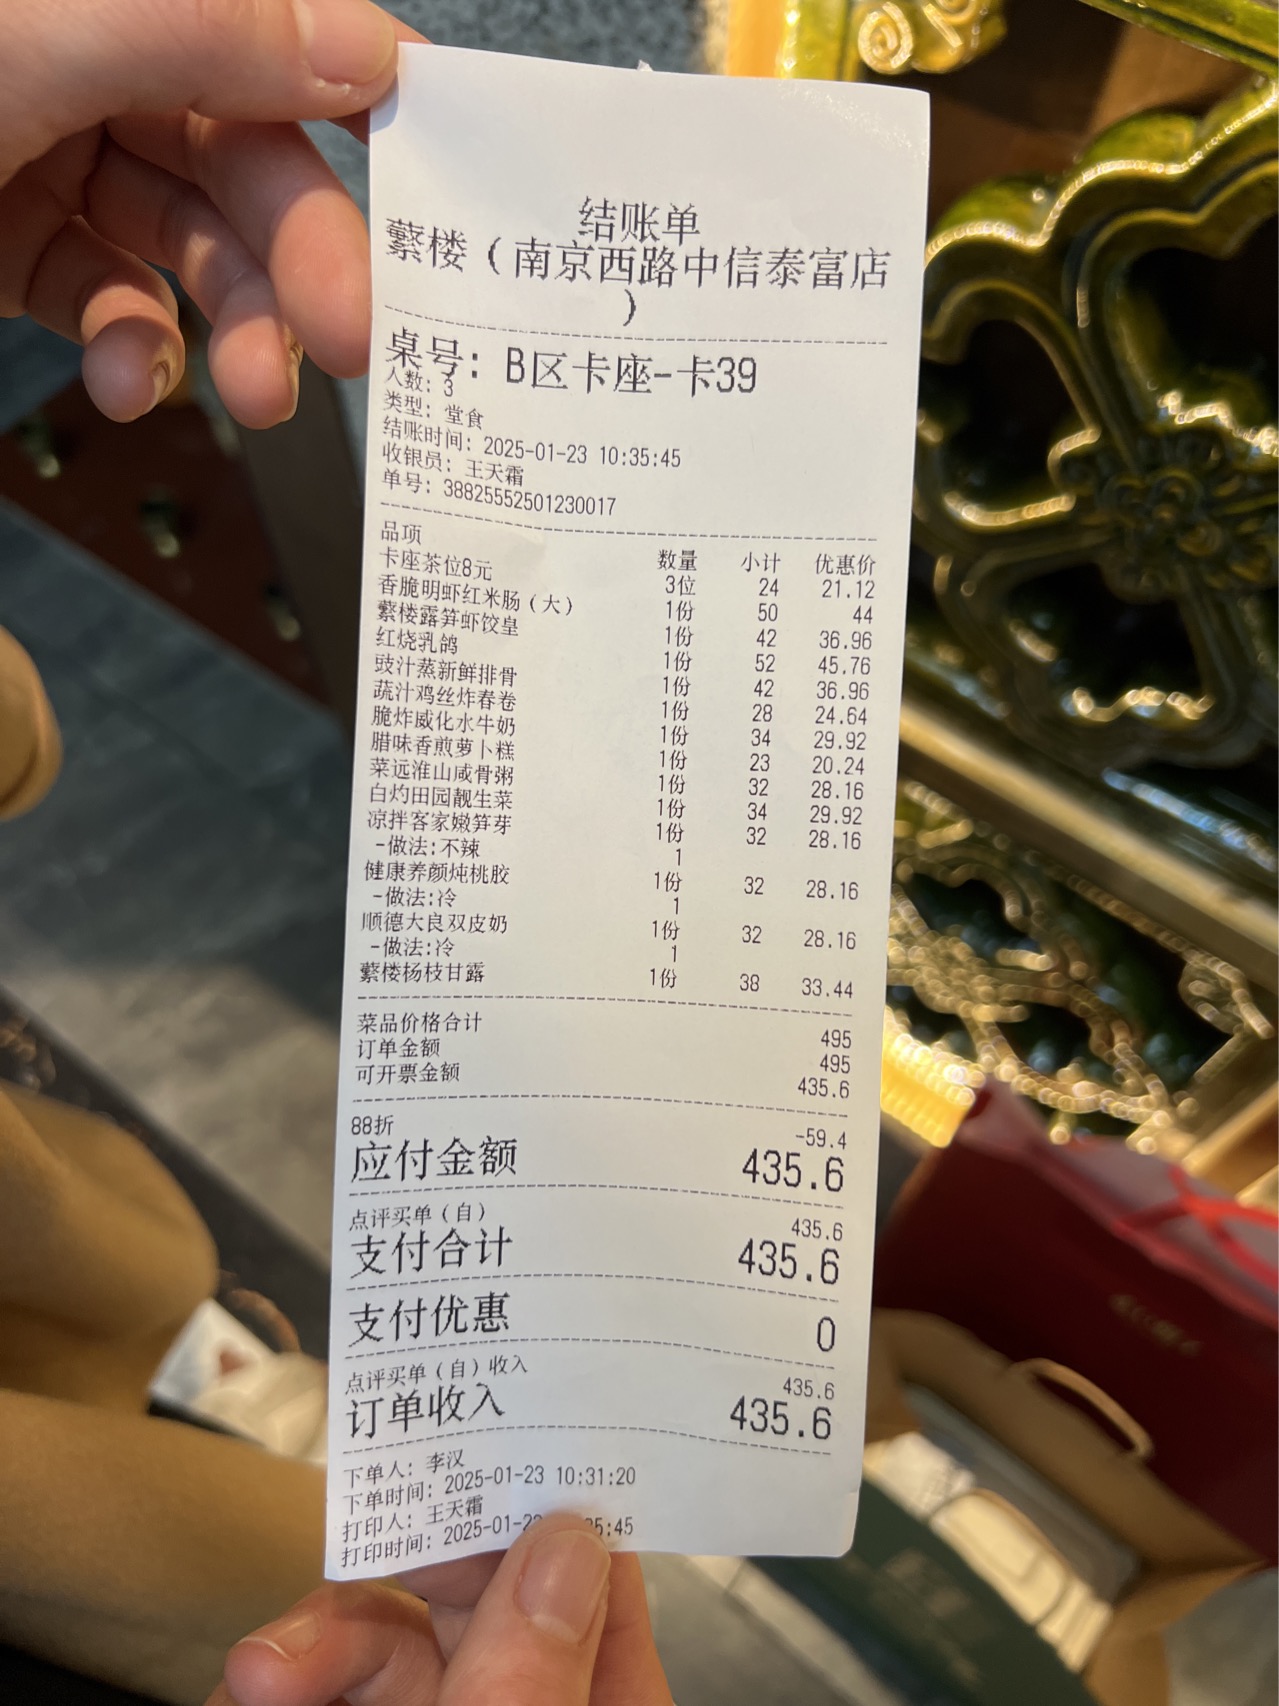 结账单
蘩楼（南京西路中信泰富店
）
桌号：B区卡座-卡39
人数：3
类型：堂食
结账时间：2025-01-23 10:35:45
收银员：王天霜
单号：38825552501230017
品项 数量 小计 优惠价
卡座茶位8元 3位 24 21.12
香脆明虾红米肠（大） 1份 50 44
蘩楼露笋虾饺皇 1份 42 36.96
红烧乳鸽 1份 52 45.76
豉汁蒸新鲜排骨 1份 42 36.96
蔬汁鸡丝炸春卷 1份 28 24.64
脆炸威化水牛奶 1份 34 29.92
腊味香煎萝卜糕 1份 23 20.24
菜远淮山咸骨粥 1份 32 28.16
白灼田园靓生菜 1份 34 29.92
凉拌客家嫩笋芽 1份 32 28.16
-做法:不辣 1
健康养颜炖桃胶 1份 32 28.16
-做法:冷 1
顺德大良双皮奶 1份 32 28.16
-做法:冷 1
蘩楼杨枝甘露 1份 38 33.44
菜品价格合计 495
订单金额 495
可开票金额 435.6
88折 -59.4
应付金额 435.6
点评买单（自） 435.6
支付合计 435.6
支付优惠 0
点评买单（自）收入 435.6
订单收入 435.6
下单人：李汉
下单时间：2025-01-23 10:31:20
打印人：王天霜
打印时间：2025-01-2 5:45